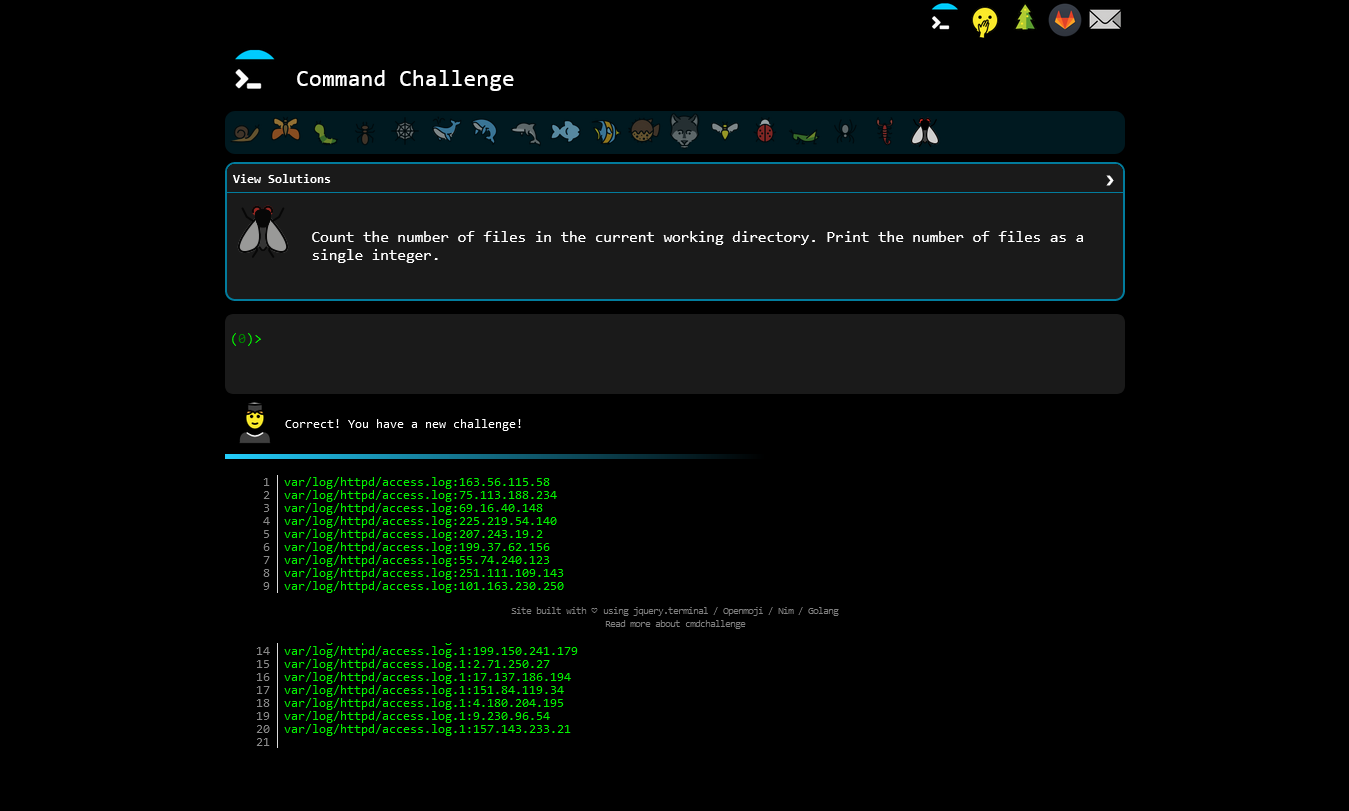 Command Challenge
View Solutions
Count the number of files in the current working directory. Print the number of files as a
single integer.
(0)>
Correct! You have a new challenge!
1 var/log/httpd/access.log:163.56.115.58
2 var/log/httpd/access.log:75.113.188.234
3 var/log/httpd/access.log:69.16.40.148
4 var/log/httpd/access.log:225.219.54.140
5 var/log/httpd/access.log:207.243.19.2
6 var/log/httpd/access.log:199.37.62.156
7 var/log/httpd/access.log:55.74.240.123
8 var/log/httpd/access.log:251.111.109.143
9 var/log/httpd/access.log:101.163.230.250
Site built with ♡ using jquery.terminal / Openmoji / Nim / Golang
Read more about cmdchallenge
14 var/log/httpd/access.log.1:199.150.241.179
15 var/log/httpd/access.log.1:2.71.250.27
16 var/log/httpd/access.log.1:17.137.186.194
17 var/log/httpd/access.log.1:151.84.119.34
18 var/log/httpd/access.log.1:4.180.204.195
19 var/log/httpd/access.log.1:9.230.96.54
20 var/log/httpd/access.log.1:157.143.233.21
21